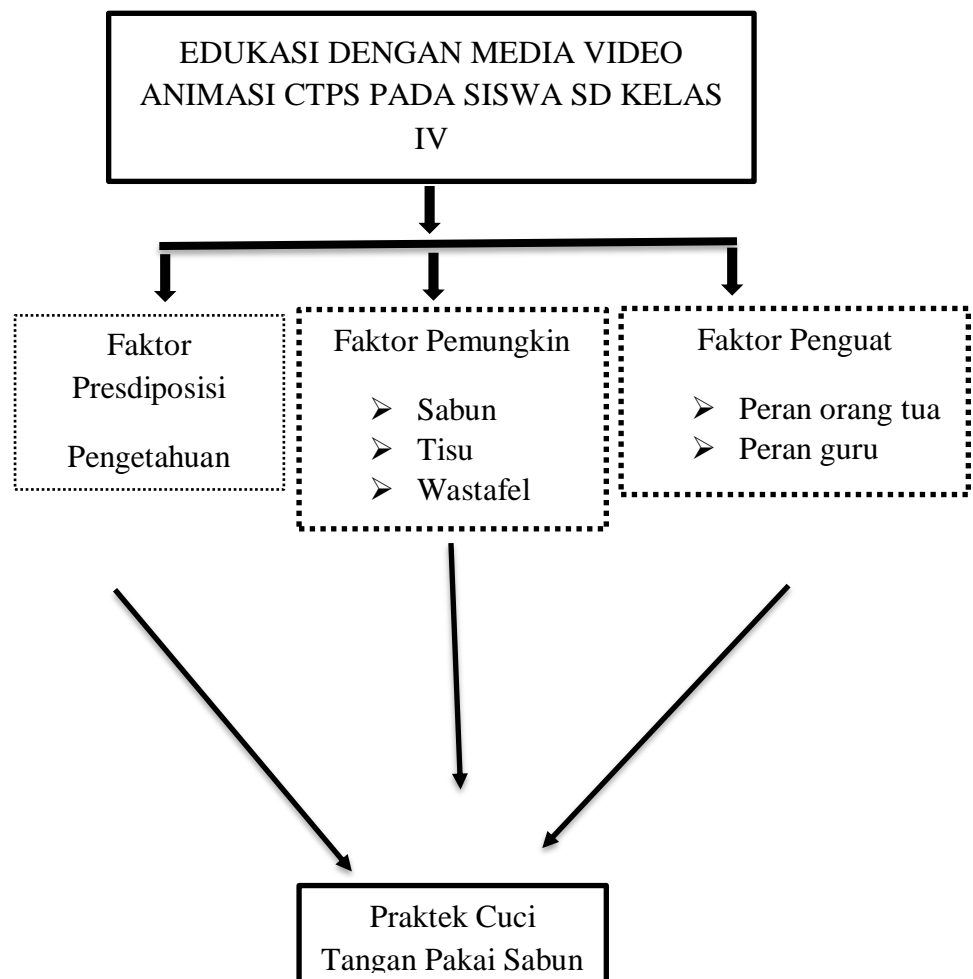 EDUKASI DENGAN MEDIA VIDEO
ANIMASI CTPS PADA SISWA SD KELAS
IV
Faktor
Presdiposisi
Pengetahuan
Faktor Pemungkin
➢ Sabun
➢ Tisu
➢ Wastafel
Faktor Penguat
➢ Peran orang tua
➢ Peran guru
Praktek Cuci
Tangan Pakai Sabun